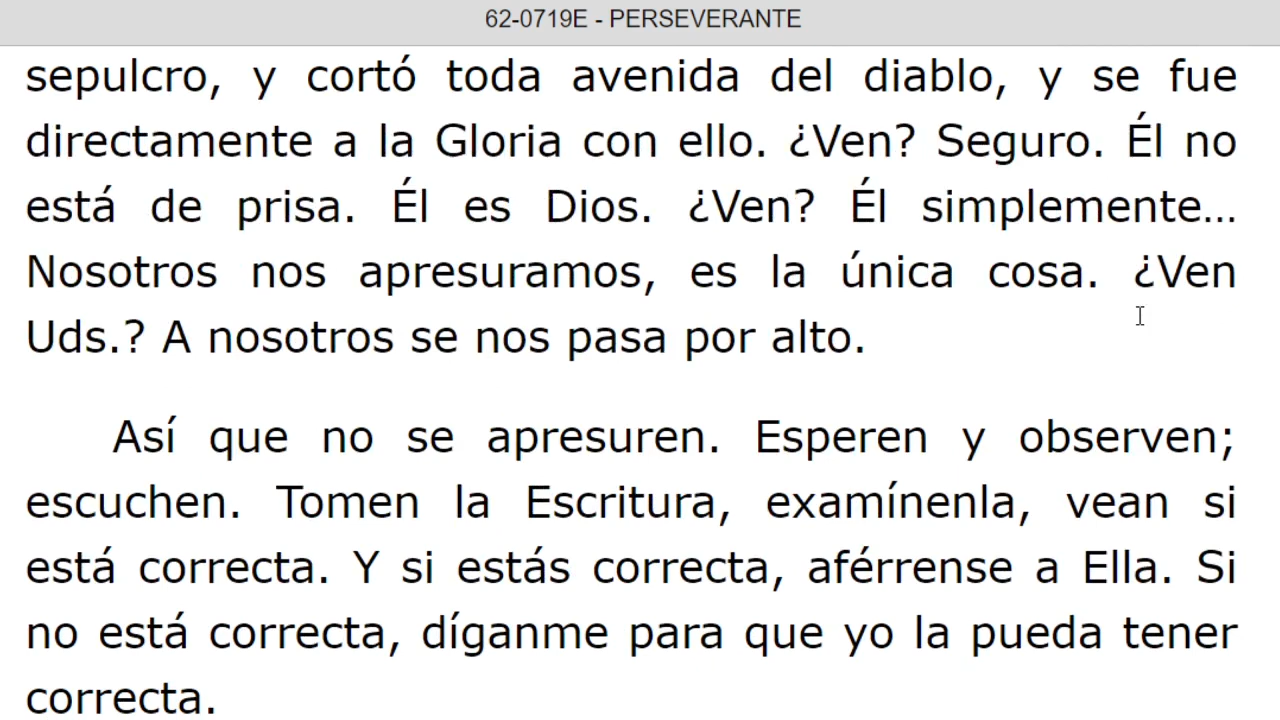 62-0719E - PERSEVERANTE
sepulcro, y cortó toda avenida del diablo, y se fue
directamente a la Gloria con ello. ¿Ven? Seguro. Él no
está de prisa. Él es Dios. ¿Ven? Él simplemente...
Nosotros nos apresuramos, es la única cosa. ¿Ven
Uds.? A nosotros se nos pasa por alto.
Así que no se apresuren. Esperen y observen;
escuchen. Tomen la Escritura, examínenla, vean si
está correcta. Y si estás correcta, aférrense a Ella. Si
no está correcta, díganme para que yo la pueda tener
correcta.